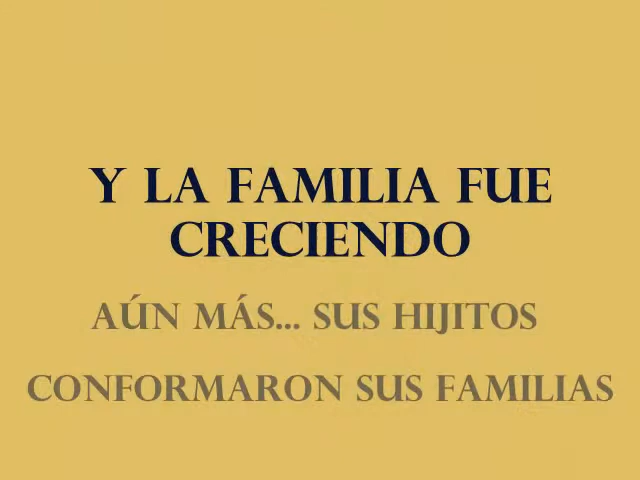 Y LA FAMILIA FUE
CRECIENDO
AÚN MÁS... SUS HIJITOS
CONFORMARON SUS FAMILIAS